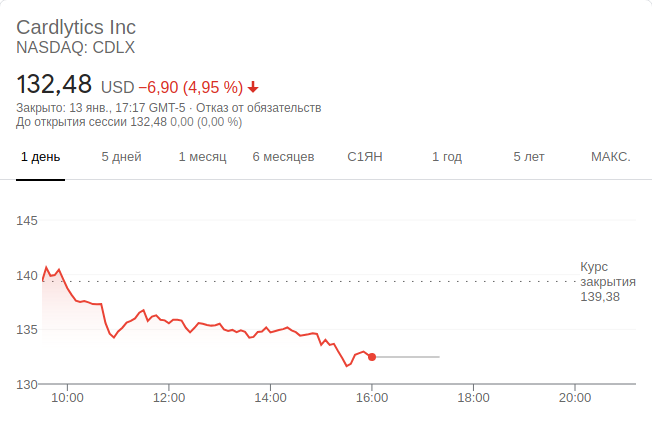 Cardlytics Inc
NASDAQ: CDLX
132,48 USD −6,90 (4,95 %)
Закрыто: 13 янв., 17:17 GMT-5 · Отказ от обязательств
До открытия сессии 132,48 0,00 (0,00 %)
1 день 5 дней 1 месяц 6 месяцев С1ЯН 1 год 5 лет МАКС.
145
140
135
130
Курс
закрытия
139,38
10:00 12:00 14:00 16:00 18:00 20:00